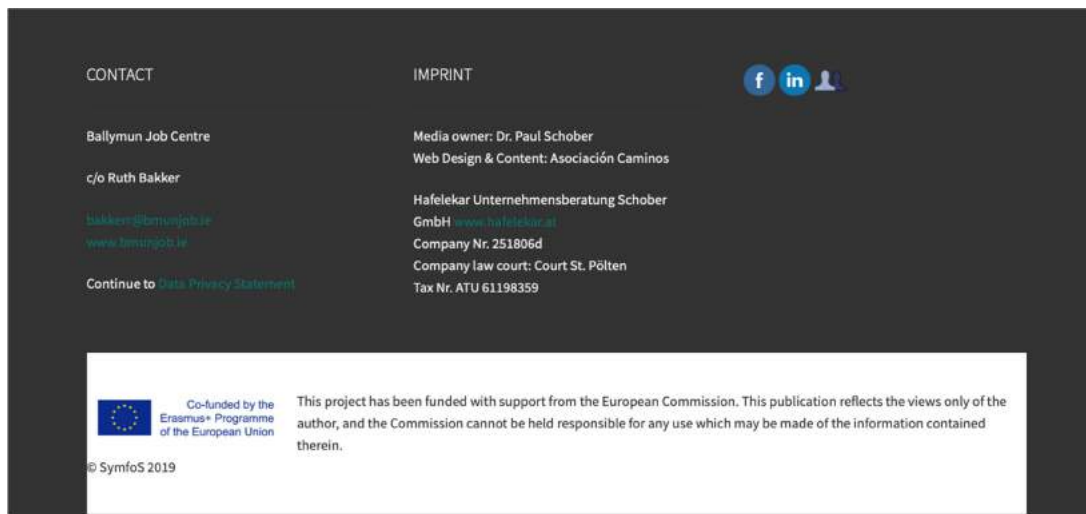 CONTACT
Ballymun Job Centre
c/o Ruth Bakker
bakkerr@bmunjob.ie
www.bmunjob.ie
Continue to Data Privacy Statement
IMPRINT
Media owner: Dr. Paul Schober
Web Design & Content: Asociación Caminos
Hafelekar Unternehmensberatung Schober
GmbH www.hafelekar.at
Company Nr. 251806d
Company law court: Court St. Pölten
Tax Nr. ATU 61198359
f in
Co-funded by the
Erasmus+ Programme
of the European Union
This project has been funded with support from the European Commission. This publication reflects the views only of the
author, and the Commission cannot be held responsible for any use which may be made of the information contained
therein.
© SymfoS 2019